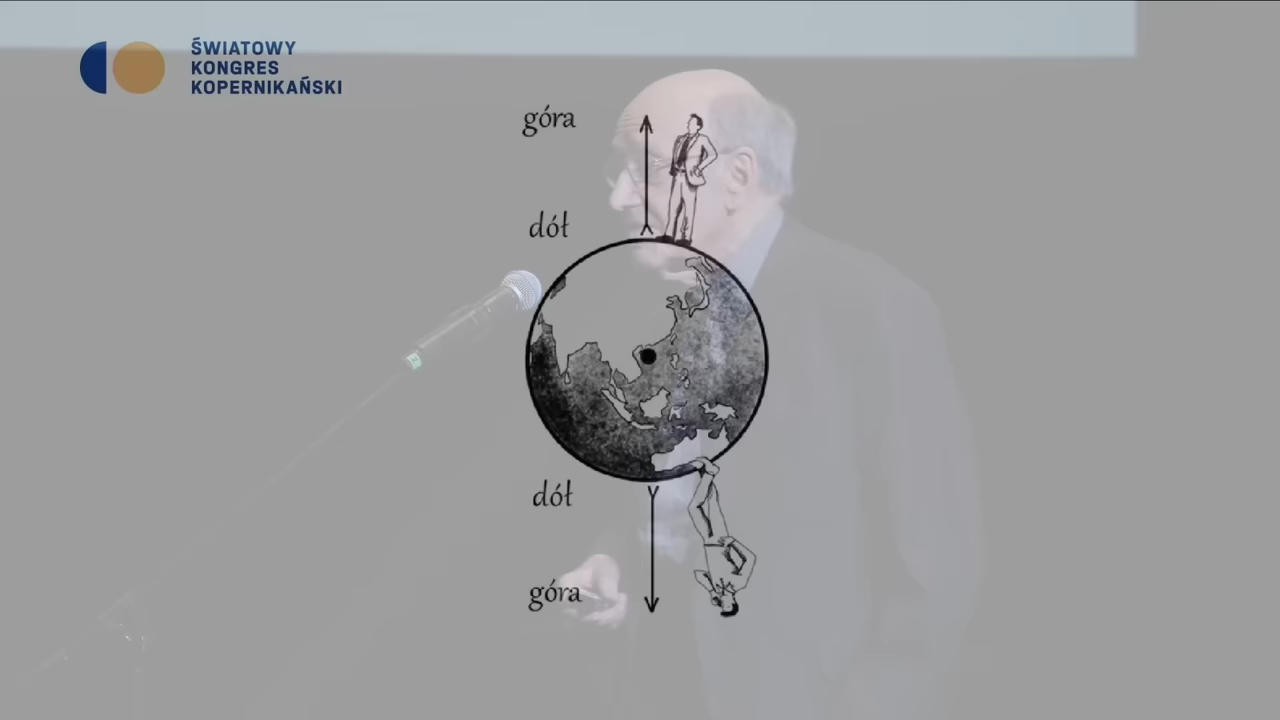 ŚWIATOWY
KONGRES
KOPERNIKAŃSKI
góra
dół
dół
góra